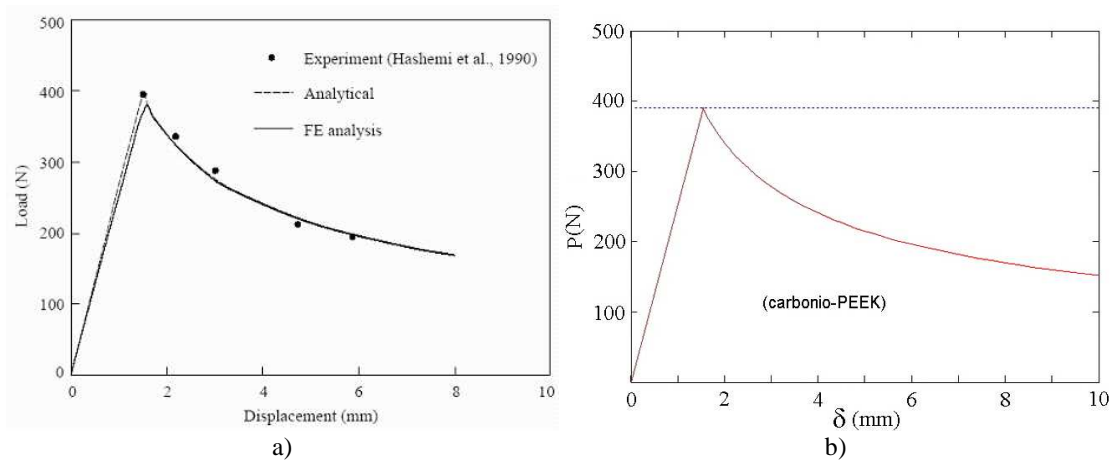 500
400
300
200
100
0
Load (N)
Experiment (Hashemi et al., 1990)
Analytical
FE analysis
0 2 4 6 8 10
Displacement (mm)
a)
500
400
300
200
100
P(N)
(carbonio-PEEK)
0 2 4 6 8 10
δ (mm)
b)